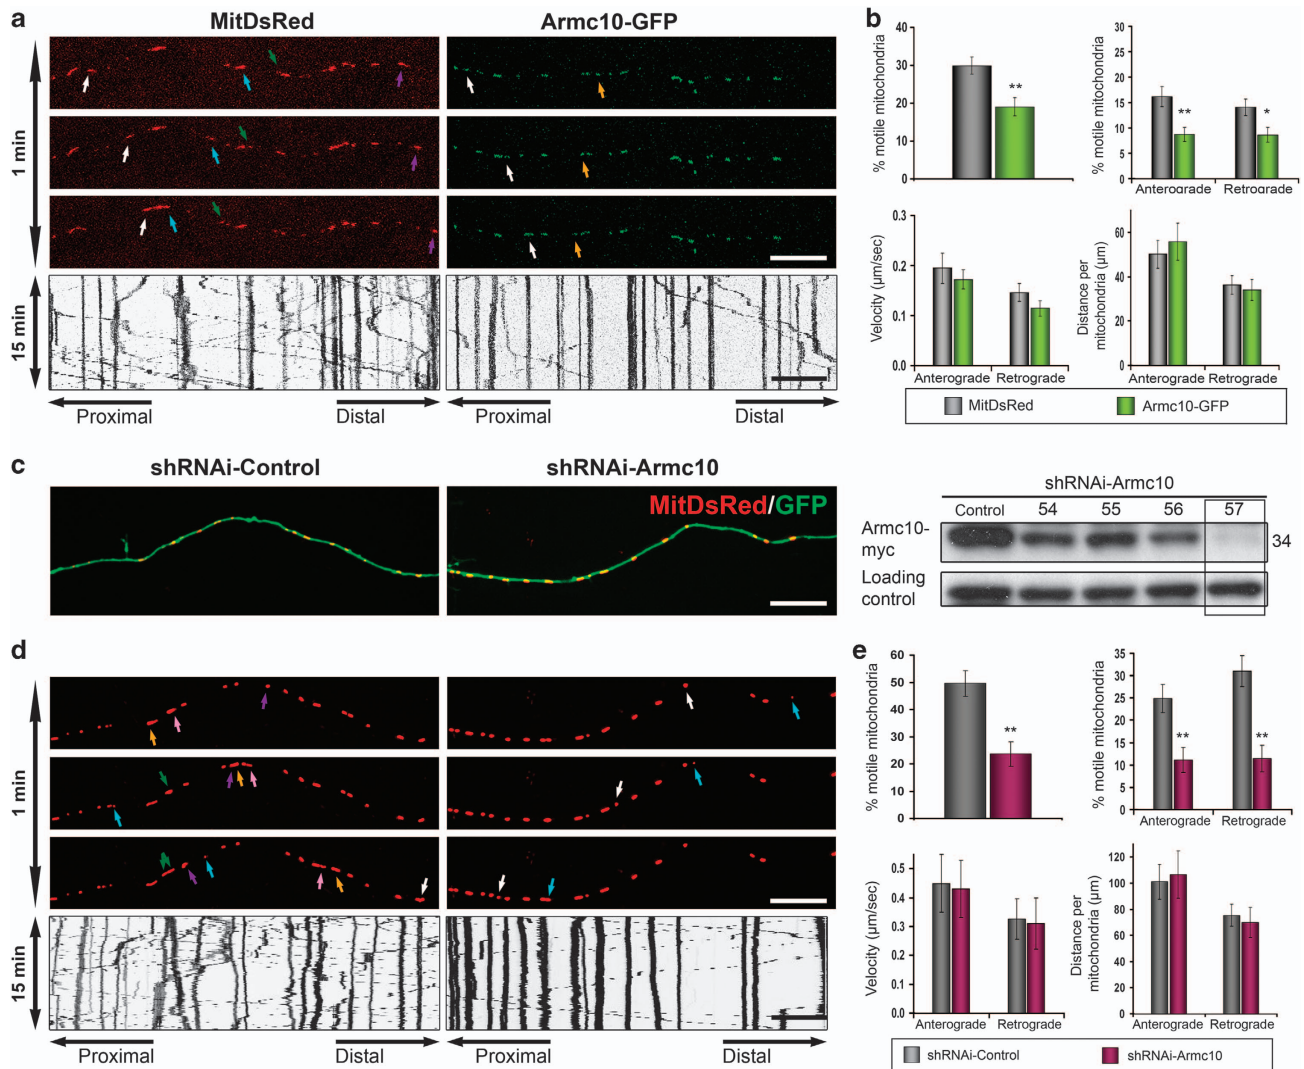 a
MitDsRed
Armc10-GFP
1 min
15 min
Proximal
Distal
Proximal
Distal
b
% motile mitochondria
40
30
20
10
0
**
% motile mitochondria
30
25
20
15
10
5
0
**
*
Anterograde
Retrograde
Velocity (µm/sec)
0.3
0.2
0.1
0.0
Anterograde
Retrograde
Distance per
mitochondria (µm)
60
40
20
0
Anterograde
Retrograde
MitDsRed
Armc10-GFP
c
shRNAi-Control
shRNAi-Armc10
MitDsRed/GFP
shRNAi-Armc10
Control
54
55
56
57
Armc10-
myc
34
Loading
control
d
1 min
15 min
Proximal
Distal
Proximal
Distal
e
% motile mitochondria
60
50
40
30
20
10
0
**
% motile mitochondria
35
30
25
20
15
10
5
0
**
**
Anterograde
Retrograde
Velocity (µm/sec)
0.5
0.4
0.3
0.2
0.1
0.0
Anterograde
Retrograde
Distance per
mitochondria (µm)
120
100
80
60
40
20
0
Anterograde
Retrograde
shRNAi-Control
shRNAi-Armc10